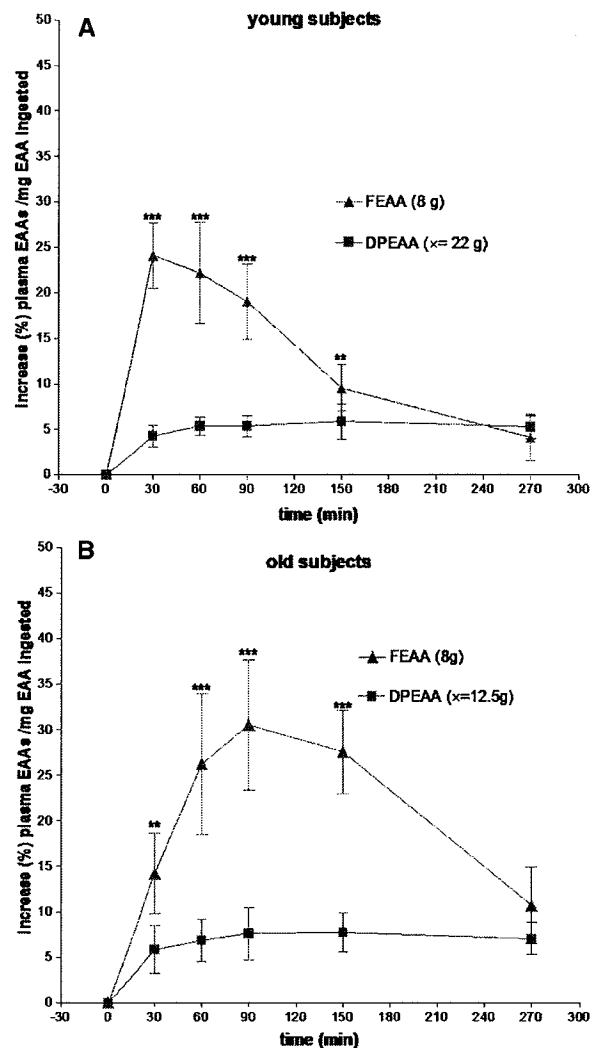 A
young subjects
50
45
40
35
30
25
20
15
10
5
0
Increase (%) plasma EAAs /mg EAA Ingested
FEAA (8 g)
DPEAA (×= 22 g)
***
***
***
**
-30 0 30 60 90 120 150 180 210 240 270 300
time (min)
B
old subjects
50
45
40
35
30
25
20
15
10
5
0
Increase (%) plasma EAAs /mg EAA Ingested
FEAA (8g)
DPEAA (×=12.5g)
**
***
***
***
-30 0 30 60 90 120 150 180 210 240 270 300
time (min)